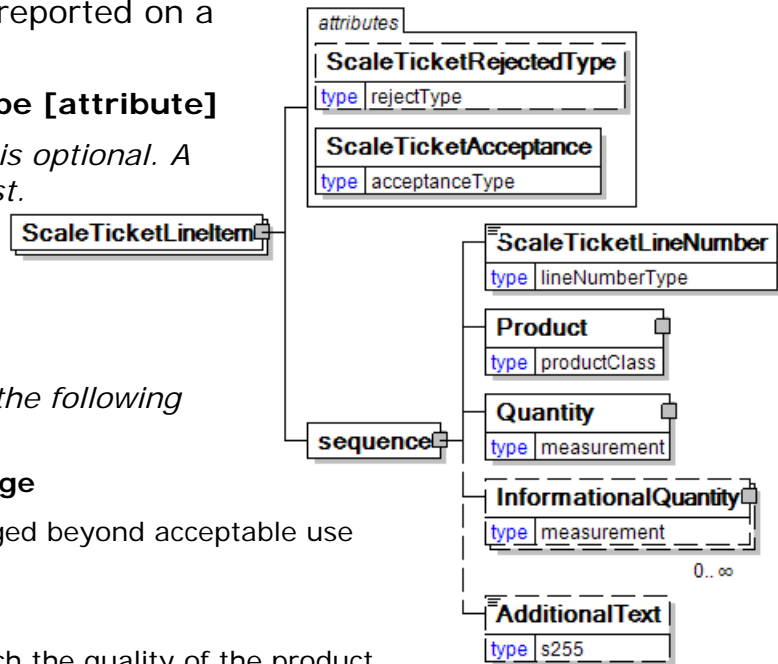 reported on a
pe [attribute]
is optional. A
st.
the following
ge
ged beyond acceptable use
ch the quality of the product
attributes
ScaleTicketRejectedType
type rejectType
ScaleTicketAcceptance
type acceptanceType
ScaleTicketLineItem
sequence
ScaleTicketLineNumber
type lineNumberType
Product
type productClass
Quantity
type measurement
InformationalQuantity
type measurement
0..∞
AdditionalText
type s255